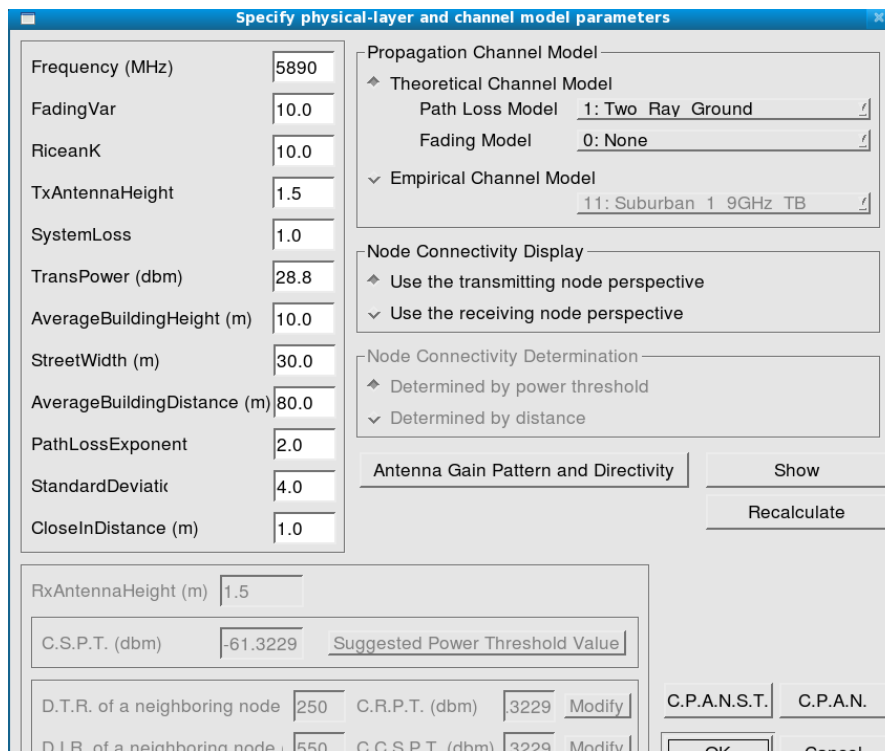 Specify physical-layer and channel model parameters
Frequency (MHz) 5890
FadingVar 10.0
RiceanK 10.0
TxAntennaHeight 1.5
SystemLoss 1.0
TransPower (dbm) 28.8
AverageBuildingHeight (m) 10.0
StreetWidth (m) 30.0
AverageBuildingDistance (m) 80.0
PathLossExponent 2.0
StandardDeviatic 4.0
CloseInDistance (m) 1.0
Propagation Channel Model
Theoretical Channel Model
Path Loss Model 1: Two Ray Ground
Fading Model 0: None
Empirical Channel Model
11: Suburban 1 9GHz TB
Node Connectivity Display
Use the transmitting node perspective
Use the receiving node perspective
Node Connectivity Determination
Determined by power threshold
Determined by distance
Antenna Gain Pattern and Directivity Show
Recalculate
RxAntennaHeight (m) 1.5
C.S.P.T. (dbm) -61.3229 Suggested Power Threshold Value
D.T.R. of a neighboring node 250 C.R.P.T. (dbm) .3229 Modify
D.I.R. of a neighboring node 550 C.C.S.P.T. (dbm) .3229 Modify
C.P.A.N.S.T. C.P.A.N.
OK Cancel